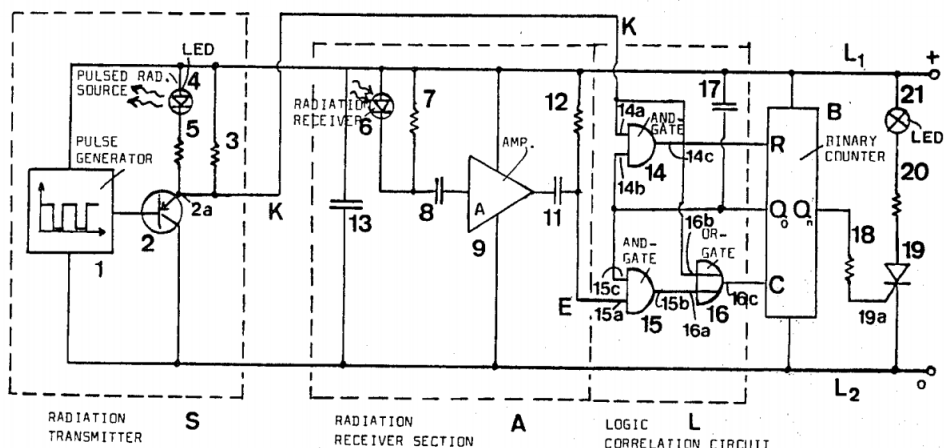 K
L1
+
LED
PULSED RAD.
SOURCE
4
5
3
PULSE
GENERATOR
1
2
2a
K
RADIATION
RECEIVER
6
7
13
8
AMP.
A
9
11
12
E
14a
AND-
GATE
14
14b
14c
17
16b
OR-
GATE
AND-
GATE
15c
15a
15
15b
16a
16
16c
R
Q0
Qn
C
B
BINARY
COUNTER
21
LED
20
18
19
19a
L2
o
RADIATION
TRANSMITTER
S
RADIATION
RECEIVER SECTION
A
LOGIC
CORRELATION CIRCUIT
L